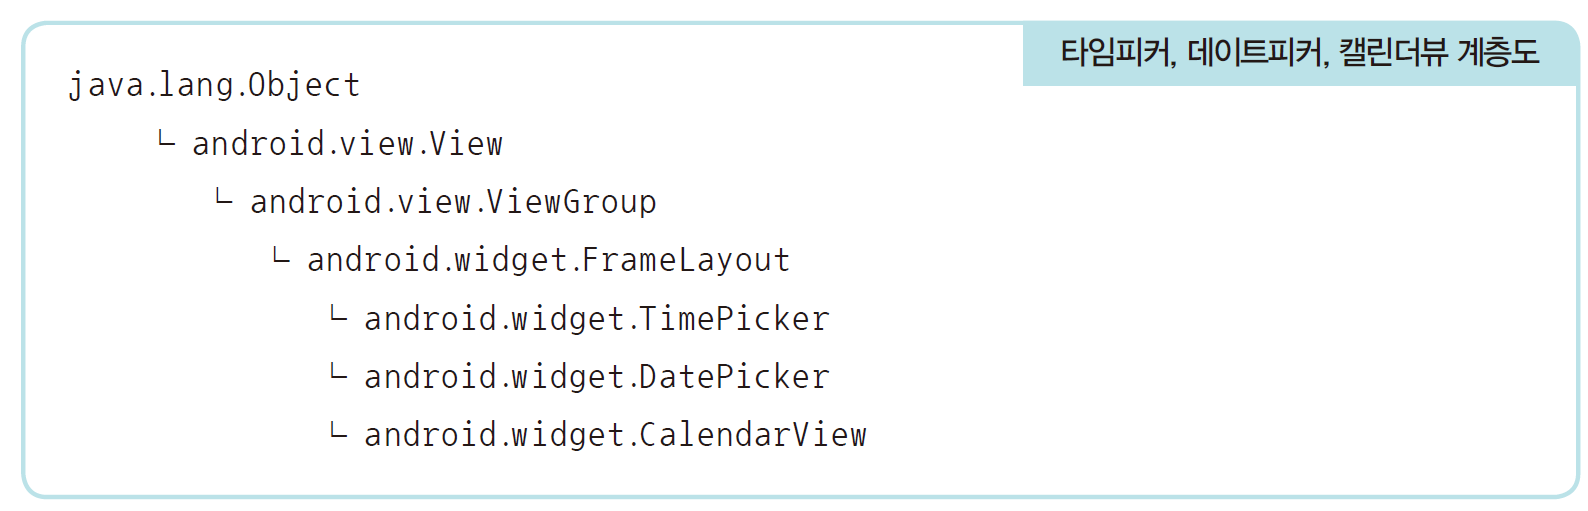 타임피커, 데이트피커, 캘린더뷰 계층도
java.lang.Object
└ android.view.View
└ android.view.ViewGroup
└ android.widget.FrameLayout
└ android.widget.TimePicker
└ android.widget.DatePicker
└ android.widget.CalendarView